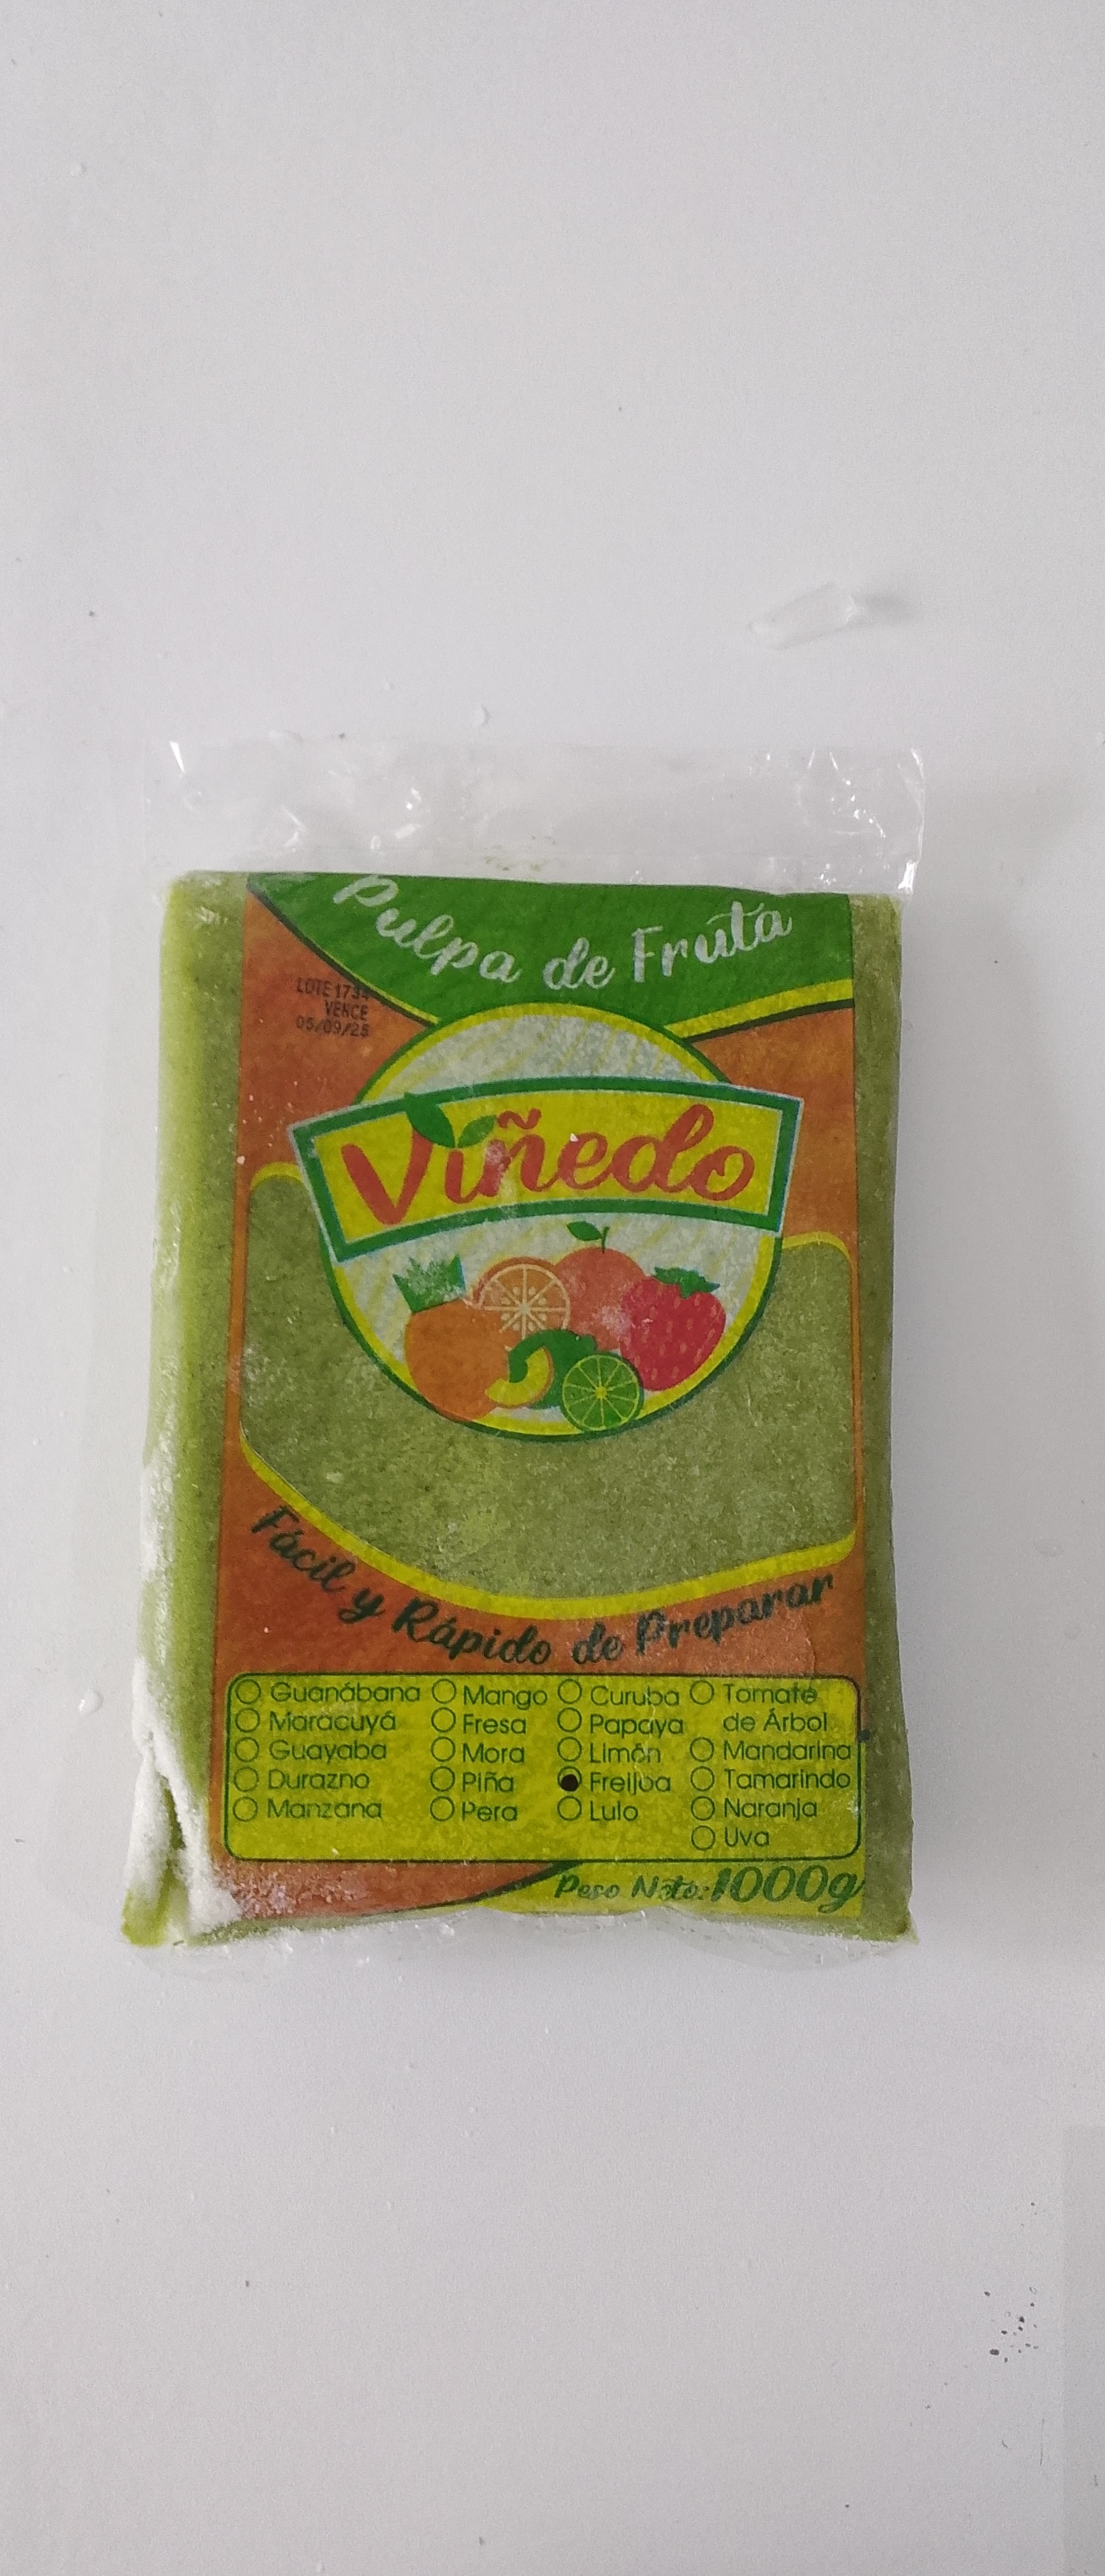 Pulpa de Fruta
LOTE 1734
VENCE
05/09/25
Viñedo
Fácil y Rápido de Preparar
Guanábana
Maracuyá
Guayaba
Durazno
Manzana
Mango
Fresa
Mora
Piña
Pera
Curuba
Papaya
Limón
Freijoa
Lulo
Tomate
de Árbol
Mandarina
Tamarindo
Naranja
Uva
Peso Neto: 1000g